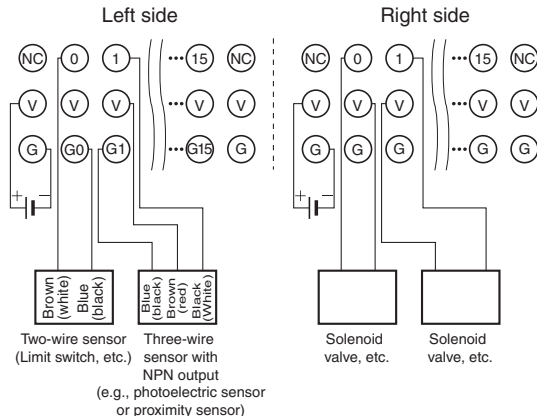 Left side
Right side
NC 0 1 ••• 15 NC
V V V ••• V V
G G0 G1 ••• G15 G
+ −
NC 0 1 ••• 15 NC
V V V ••• V V
G G G ••• G G
+ −
Brown
(white)
Blue
(black)
Blue
(black)
Brown
(red)
Black
(White)
Two-wire sensor
(Limit switch, etc.)
Three-wire
sensor with
NPN output
(e.g., photoelectric sensor
or proximity sensor)
Solenoid
valve, etc.
Solenoid
valve, etc.